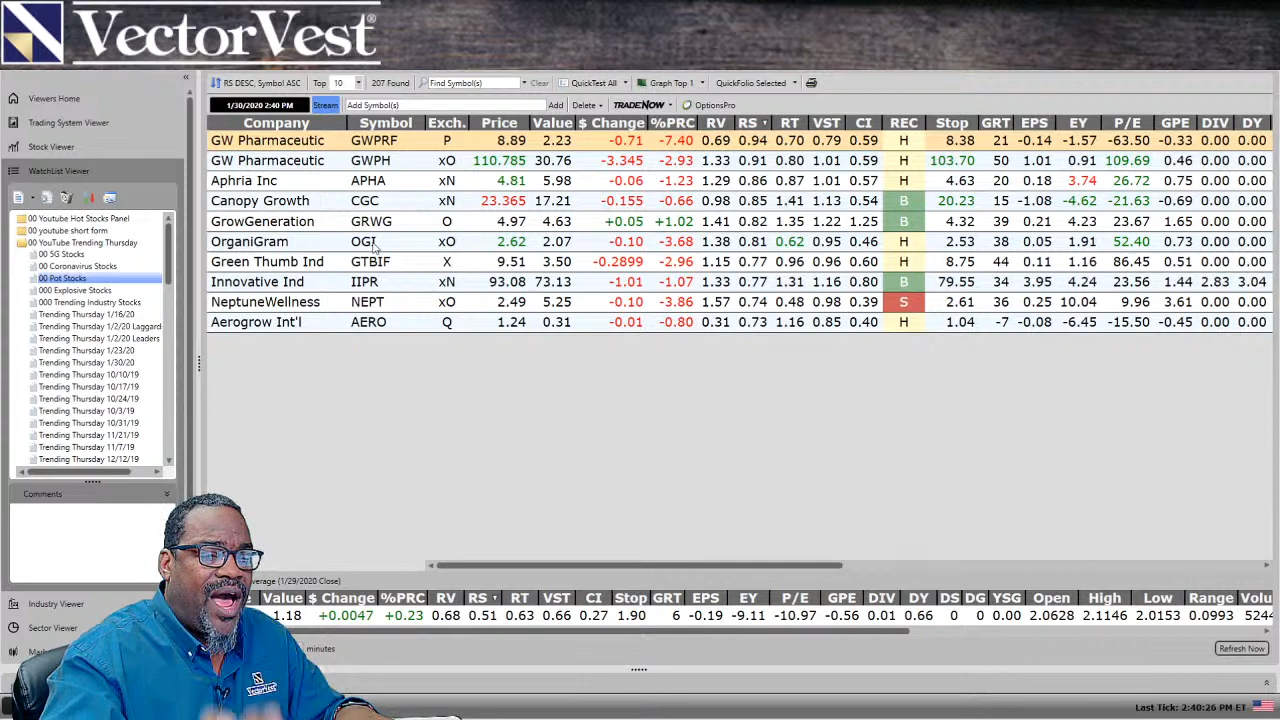 VectorVest®
Viewers Home
Trading System Viewer
Stock Viewer
WatchList Viewer
00 Youtube Hot Stocks Panel
00 youtube short form
00 YouTube Trending Thursday
00 5G Stocks
00 Coronavirus Stocks
00 Pot Stocks
000 Explosive Stocks
000 Trending Industry Stocks
Trending Thursday 1/16/20
Trending Thursday 1/2/20 Laggard
Trending Thursday 1/2/20 Leaders
Trending Thursday 1/23/20
Trending Thursday 1/30/20
Trending Thursday 10/10/19
Trending Thursday 10/17/19
Trending Thursday 10/24/19
Trending Thursday 10/3/19
Trending Thursday 10/31/19
Trending Thursday 11/21/19
Trending Thursday 11/7/19
Trending Thursday 12/12/19
Comments
Industry Viewer
Sector Viewer
RS DESC, Symbol ASC Top 10 207 Found Find Symbol(s) Clear QuickTest All Graph Top 1 QuickFolio Selected
1/30/2020 2:40 PM Stream Add Symbol(s) Add Delete TRADENOW OptionsPro
Company Symbol Exch. Price Value $ Change %PRC RV RS RT VST CI REC Stop GRT EPS EY P/E GPE DIV DY
GW Pharmaceutic GWPRF P 8.89 2.23 -0.71 -7.40 0.69 0.94 0.70 0.79 0.59 H 8.38 21 -0.14 -1.57 -63.50 -0.33 0.00 0.00
GW Pharmaceutic GWPH xO 110.785 30.76 -3.345 -2.93 1.33 0.91 0.80 1.01 0.59 H 103.70 50 1.01 0.91 109.69 0.46 0.00 0.00
Aphria Inc APHA xN 4.81 5.98 -0.06 -1.23 1.29 0.86 0.87 1.01 0.57 H 4.63 20 0.18 3.74 26.72 0.75 0.00 0.00
Canopy Growth CGC xN 23.365 17.21 -0.155 -0.66 0.98 0.85 1.41 1.13 0.54 B 20.23 15 -1.08 -4.62 -21.63 -0.69 0.00 0.00
GrowGeneration GRWG O 4.97 4.63 +0.05 +1.02 1.41 0.82 1.35 1.22 1.25 B 4.32 39 0.21 4.23 23.67 1.65 0.00 0.00
OrganiGram OGI xO 2.62 2.07 -0.10 -3.68 1.38 0.81 0.62 0.95 0.46 H 2.53 38 0.05 1.91 52.40 0.73 0.00 0.00
Green Thumb Ind GTBIF X 9.51 3.50 -0.2899 -2.96 1.15 0.77 0.96 0.96 0.60 H 8.75 44 0.11 1.16 86.45 0.51 0.00 0.00
Innovative Ind IIPR xN 93.08 73.13 -1.01 -1.07 1.33 0.77 1.31 1.16 0.80 B 79.55 34 3.95 4.24 23.56 1.44 2.83 3.04
NeptuneWellness NEPT xO 2.49 5.25 -0.10 -3.86 1.57 0.74 0.48 0.98 0.39 S 2.61 36 0.25 10.04 9.96 3.61 0.00 0.00
Aerogrow Int'l AERO Q 1.24 0.31 -0.01 -0.80 0.31 0.73 1.16 0.85 0.40 H 1.04 -7 -0.08 -6.45 -15.50 -0.45 0.00 0.00
(1/29/2020 Close)
Value $ Change %PRC RV RS RT VST CI Stop GRT EPS EY P/E GPE DIV DY DS DG YSG Open High Low Range Volu
1.18 +0.0047 +0.23 0.68 0.51 0.63 0.66 0.27 1.90 6 -0.19 -9.11 -10.97 -0.56 0.01 0.66 0 0 0.00 2.0628 2.1146 2.0153 0.0993 5244
minutes
Refresh Now
VectorVest
Last Tick: 2:40:26 PM ET